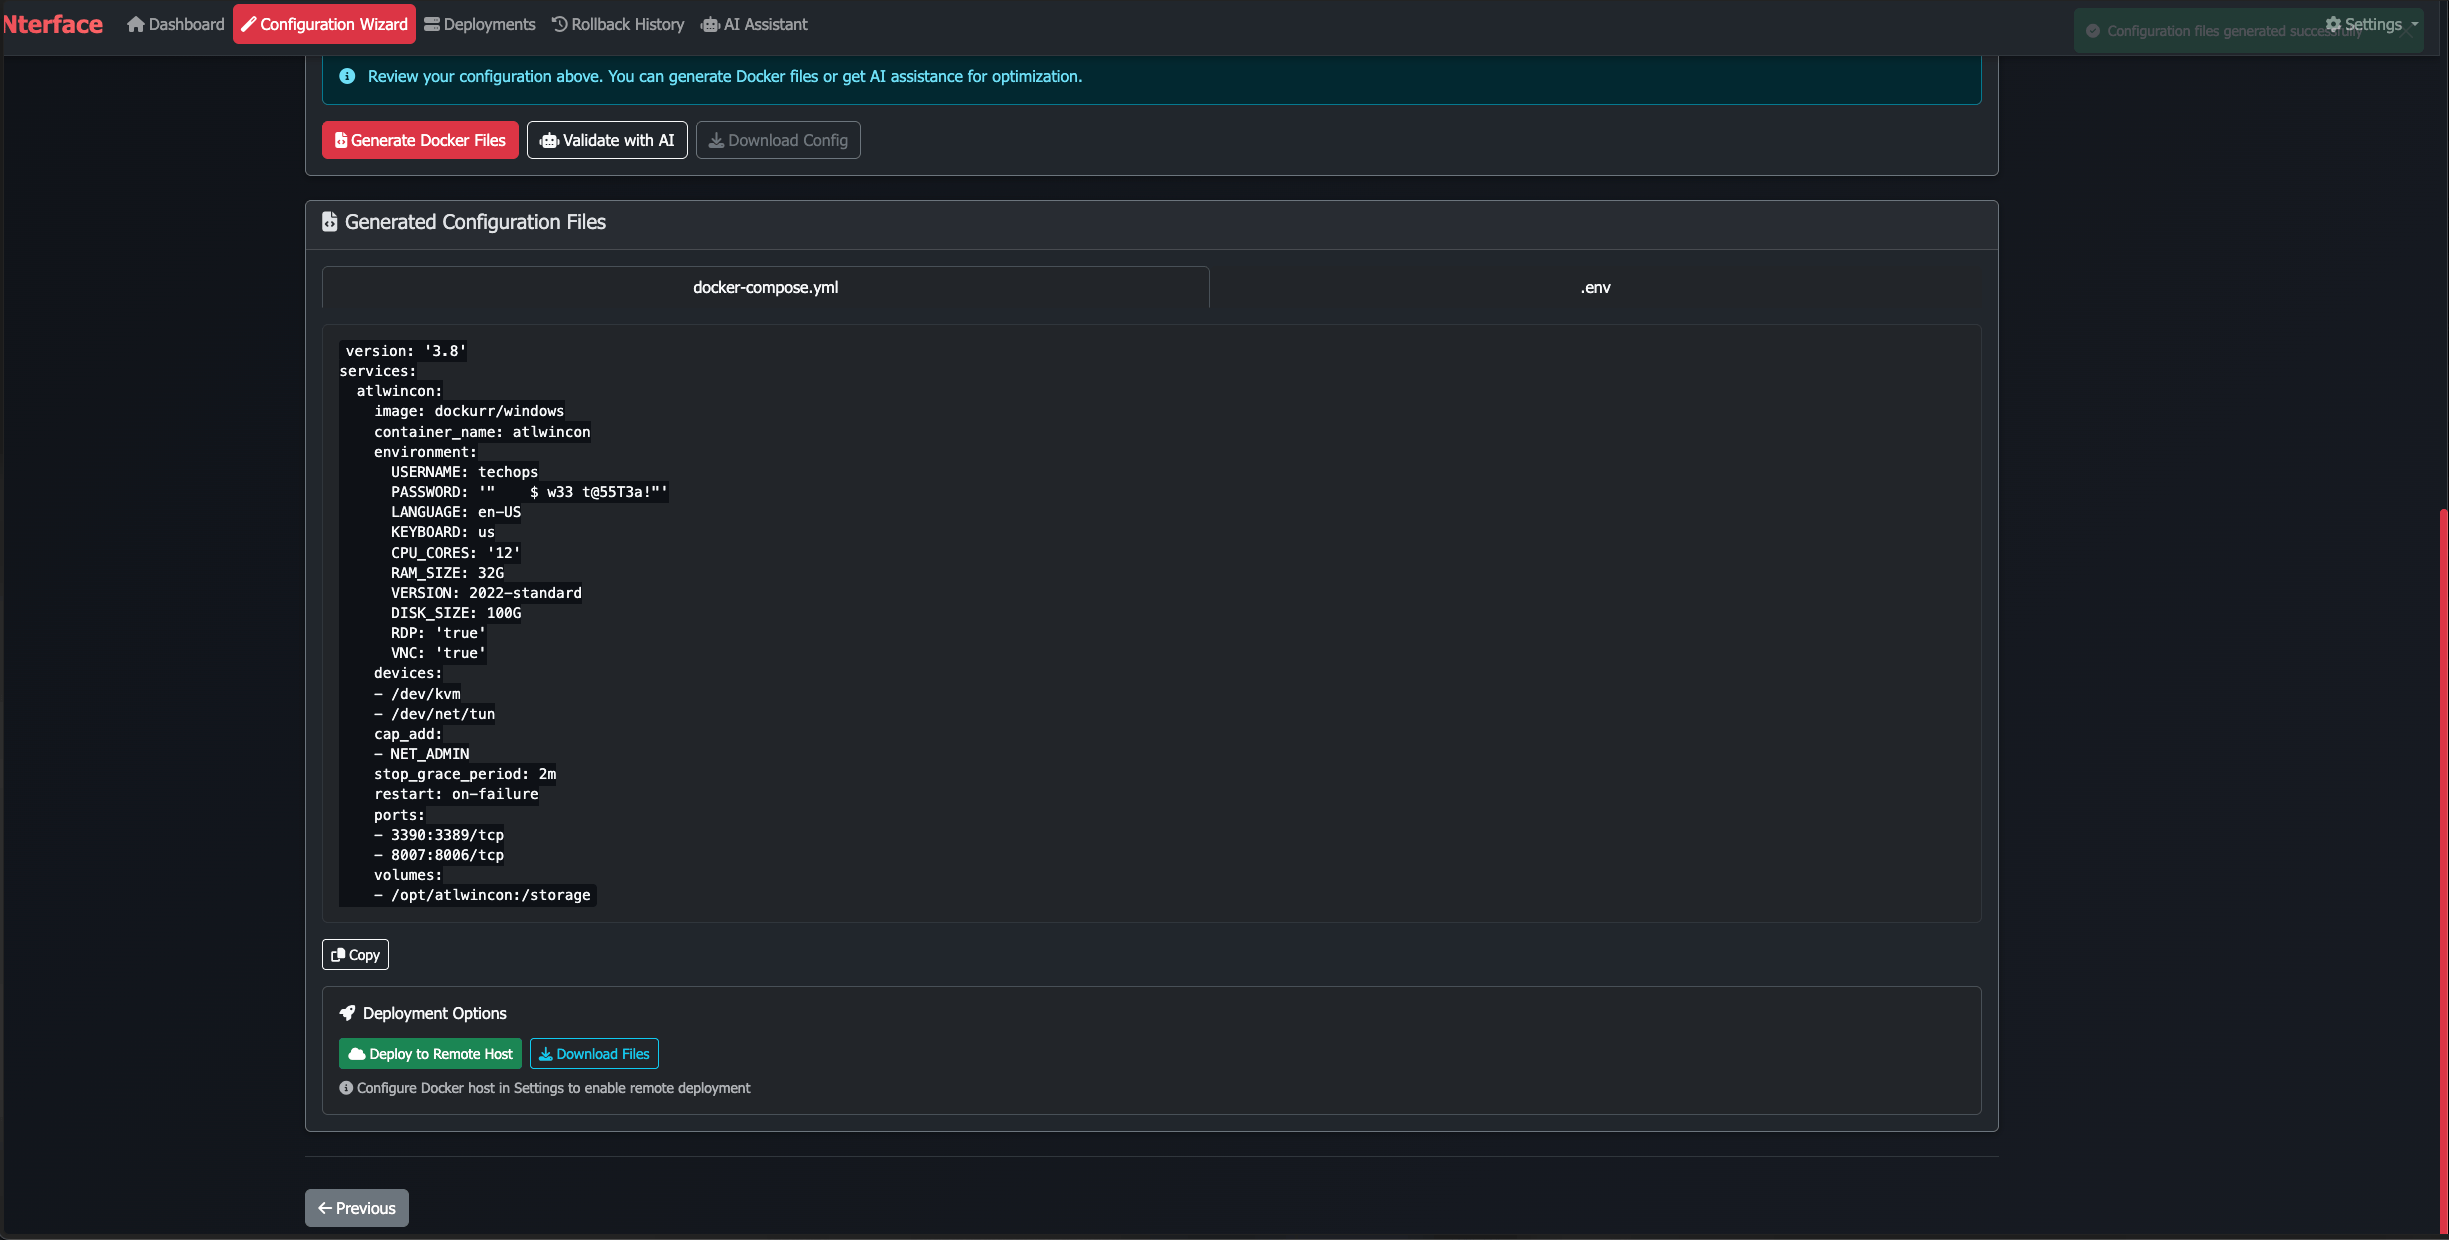 Nterface Dashboard Configuration Wizard Deployments Rollback History AI Assistant Settings
Configuration files generated successfully
Review your configuration above. You can generate Docker files or get AI assistance for optimization.
Generate Docker Files Validate with AI Download Config
Generated Configuration Files
docker-compose.yml .env
version: '3.8'
services:
  atlwincon:
    image: dockurr/windows
    container_name: atlwincon
    environment:
      USERNAME: techops
      PASSWORD: '"    $ w33 t@55T3a!"'
      LANGUAGE: en-US
      KEYBOARD: us
      CPU_CORES: '12'
      RAM_SIZE: 32G
      VERSION: 2022-standard
      DISK_SIZE: 100G
      RDP: 'true'
      VNC: 'true'
    devices:
    - /dev/kvm
    - /dev/net/tun
    cap_add:
    - NET_ADMIN
    stop_grace_period: 2m
    restart: on-failure
    ports:
    - 3390:3389/tcp
    - 8007:8006/tcp
    volumes:
    - /opt/atlwincon:/storage
Copy
Deployment Options
Deploy to Remote Host Download Files
Configure Docker host in Settings to enable remote deployment
Previous